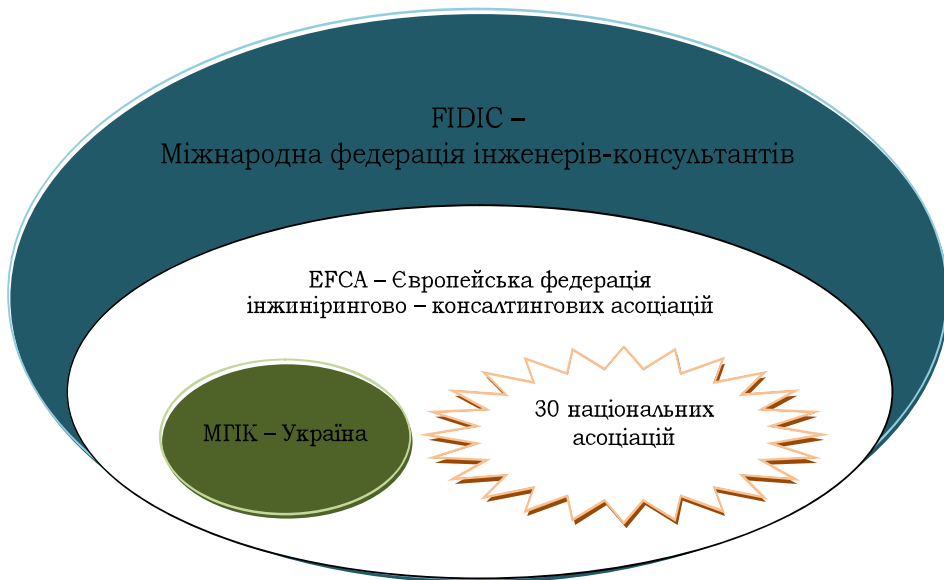 FIDIC –
Міжнародна федерація інженерів-консультантів
EFCA – Європейська федерація
інжинірингово – консалтингових асоціацій
МГІК – Україна
30 національних
асоціацій